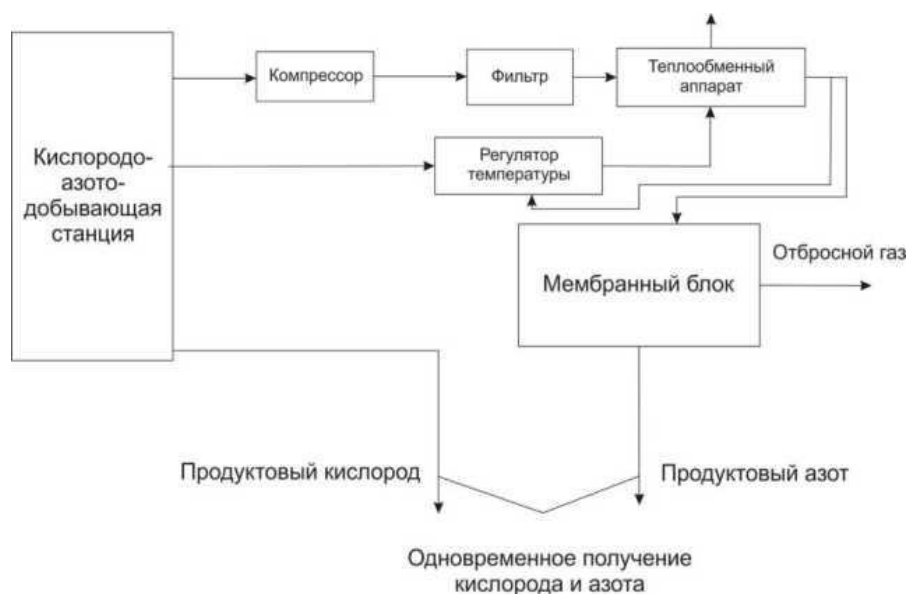 Компрессор
Фильтр
Теплообменный
аппарат
Кислородо-
азото-
добывающая
станция
Регулятор
температуры
Отбросной газ
Мембранный блок
Продуктовый кислород
Продуктовый азот
Одновременное получение
кислорода и азота